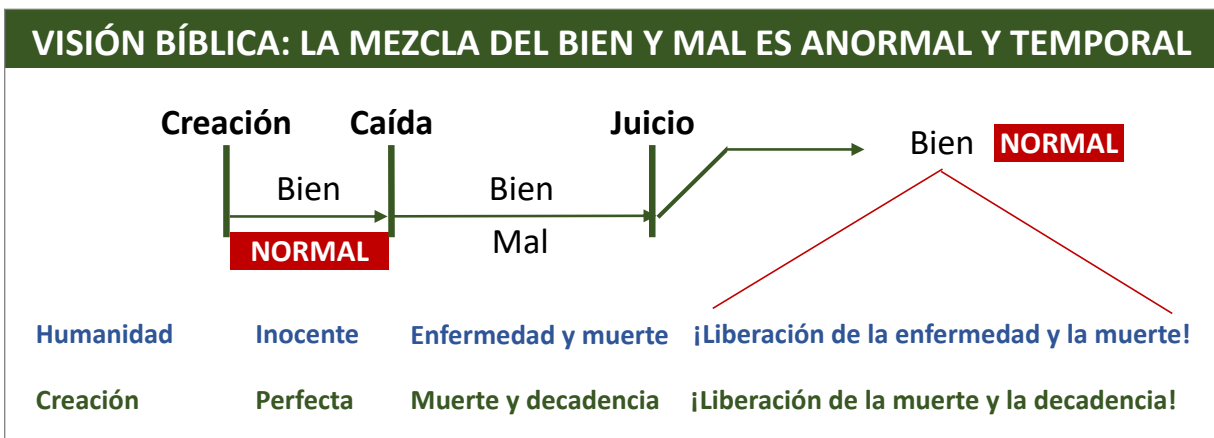 VISIÓN BÍBLICA: LA MEZCLA DEL BIEN Y MAL ES ANORMAL Y TEMPORAL
Creación Caída Juicio
Bien NORMAL
Bien Bien
NORMAL Mal
Humanidad Inocente Enfermedad y muerte ¡Liberación de la enfermedad y la muerte!
Creación Perfecta Muerte y decadencia ¡Liberación de la muerte y la decadencia!